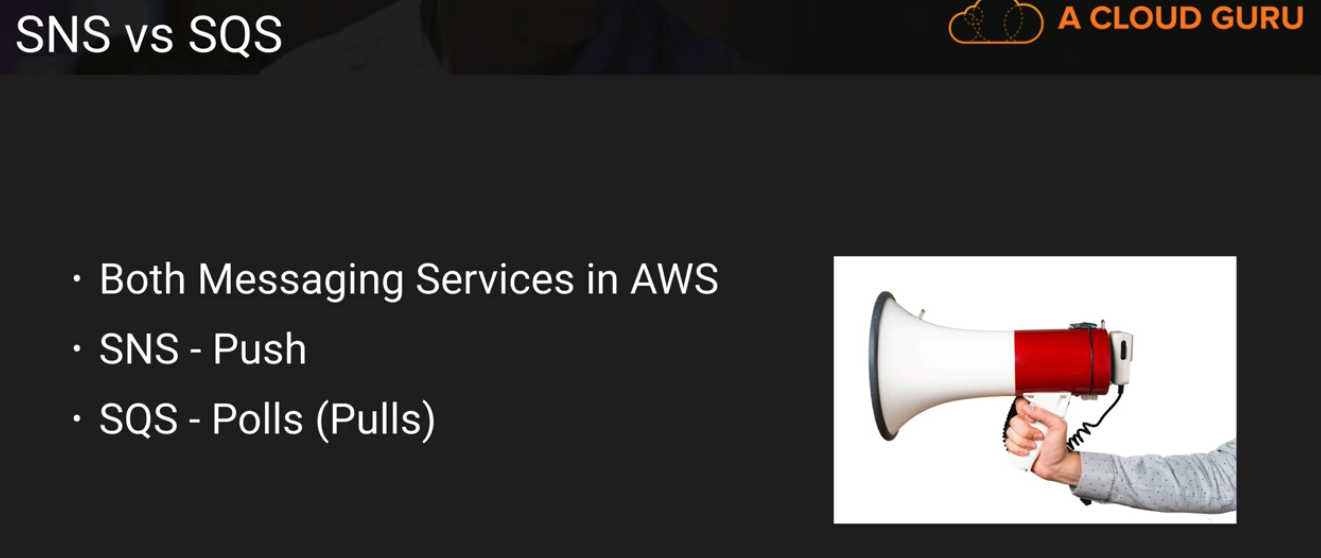 SNS vs SQS
A CLOUD GURU
• Both Messaging Services in AWS
• SNS - Push
• SQS - Polls (Pulls)